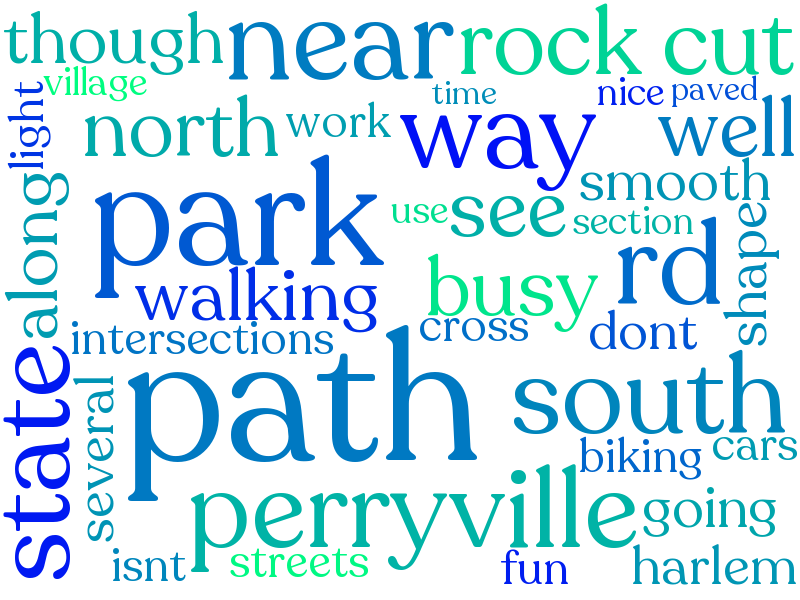 though near rock cut
village time nice paved
light north work way well
along park use see smooth
section
walking busy rd shape
intersections cross dont
state several path south
biking cars
perryville going
isnt streets fun harlem